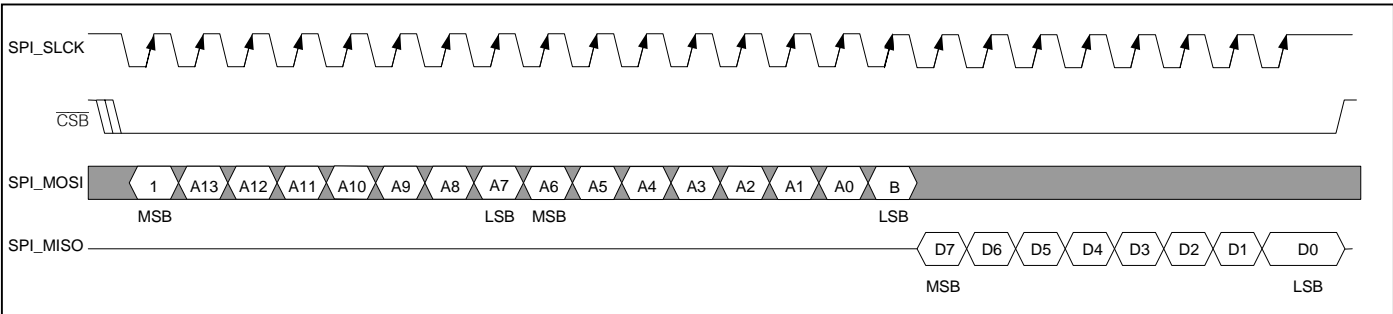 SPI_SLCK
CSB
SPI_MOSI 1 A13 A12 A11 A10 A9 A8 A7 A6 A5 A4 A3 A2 A1 A0 B
MSB LSB MSB LSB
SPI_MISO D7 D6 D5 D4 D3 D2 D1 D0
MSB LSB